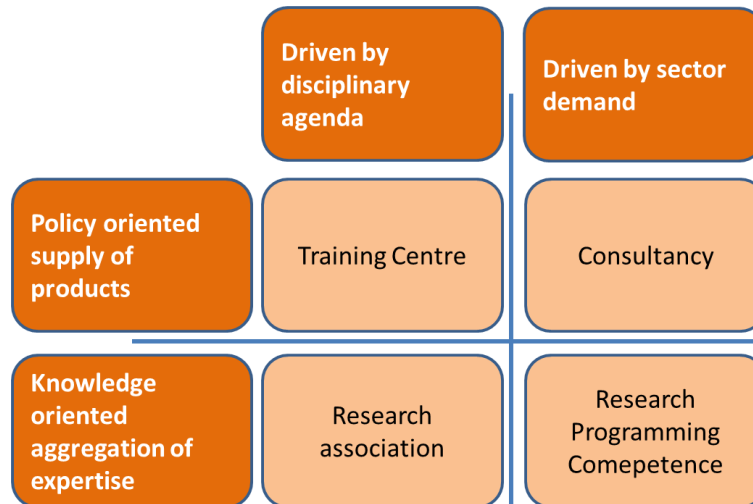 Driven by
disciplinary
agenda
Driven by sector
demand
Policy oriented
supply of
products
Training Centre
Consultancy
Knowledge
oriented
aggregation of
expertise
Research
association
Research
Programming
Comepetence